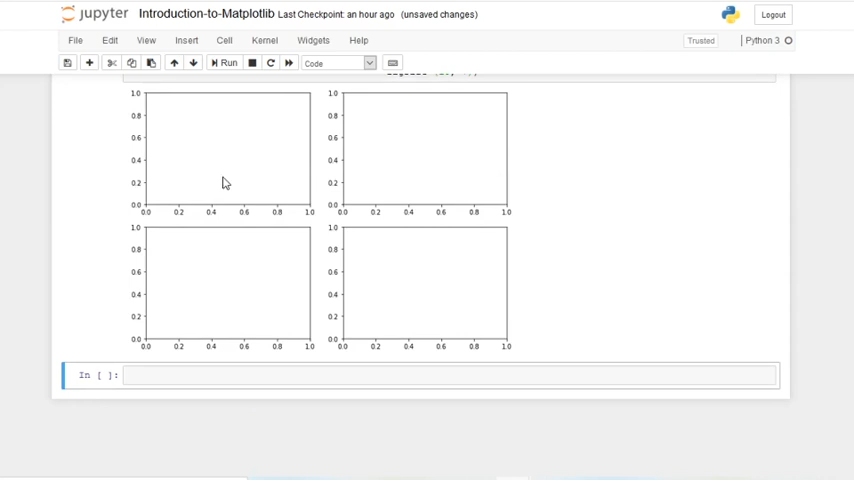 jupyter Introduction-to-Matplotlib Last Checkpoint: an hour ago (unsaved changes) Logout
File Edit View Insert Cell Kernel Widgets Help Trusted Python 3
Run Code
1.0 1.0
0.8 0.8
0.6 0.6
0.4 0.4
0.2 0.2
0.0 0.0
0.0 0.2 0.4 0.6 0.8 1.0 0.0 0.2 0.4 0.6 0.8 1.0
1.0 1.0
0.8 0.8
0.6 0.6
0.4 0.4
0.2 0.2
0.0 0.0
0.0 0.2 0.4 0.6 0.8 1.0 0.0 0.2 0.4 0.6 0.8 1.0
In [ ]: